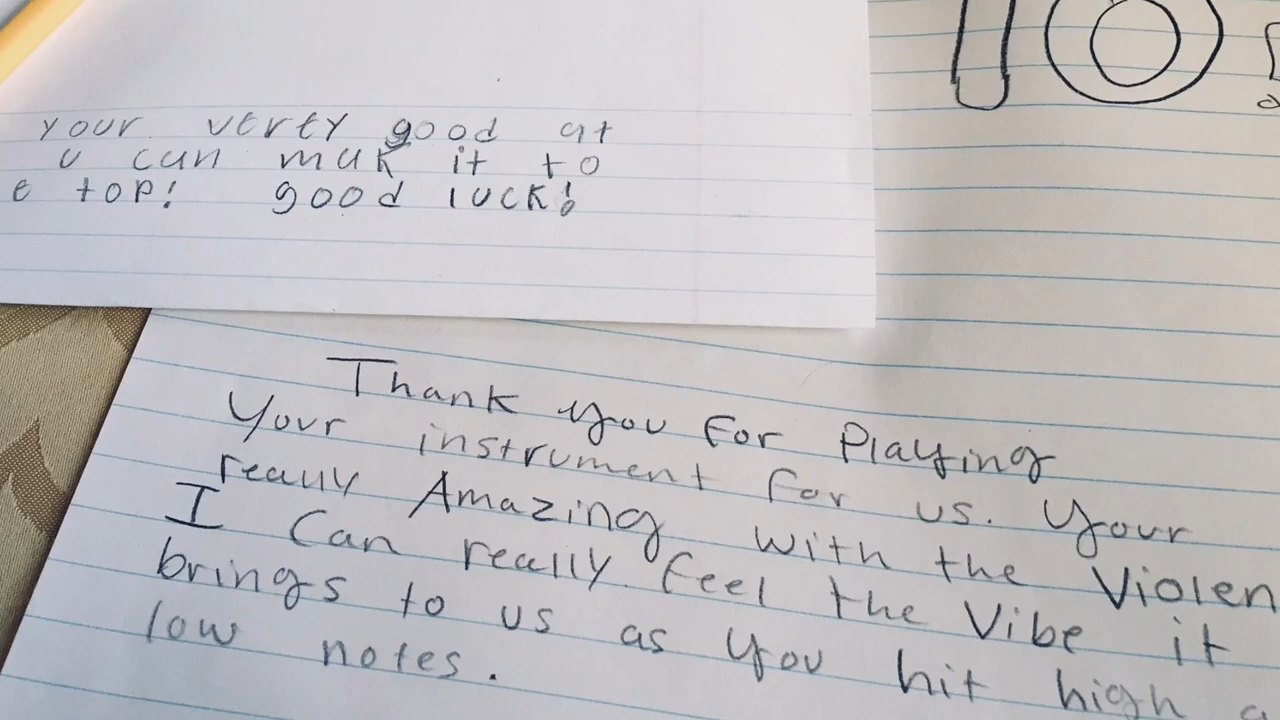 your verty good at
u can mak it to
e top! good luck!
Thank you for Playing
Your instrument for us. Your
really Amazing with the Violen
I Can really feel the Vibe it
brings to us as you hit high a
low notes.